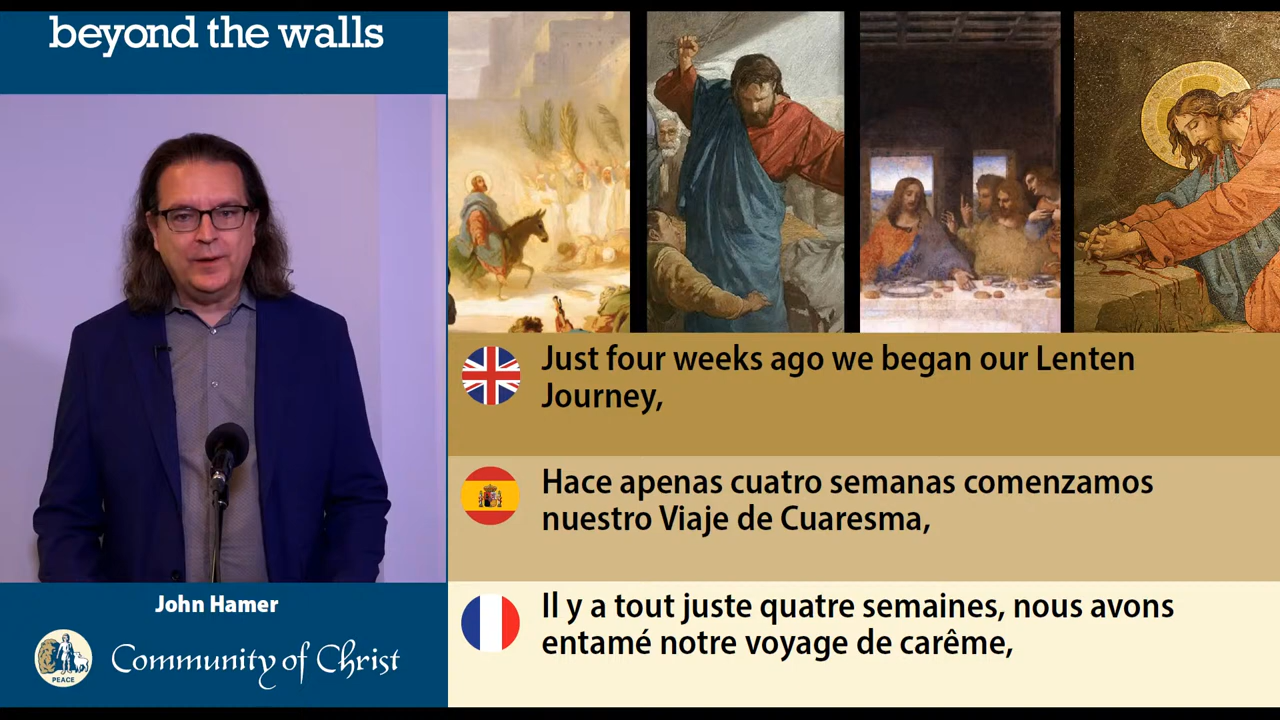 beyond the walls
Just four weeks ago we began our Lenten
Journey,
Hace apenas cuatro semanas comenzamos
nuestro Viaje de Cuaresma,
Il y a tout juste quatre semaines, nous avons
entamé notre voyage de carême,
John Hamer
PEACE
Community of Christ